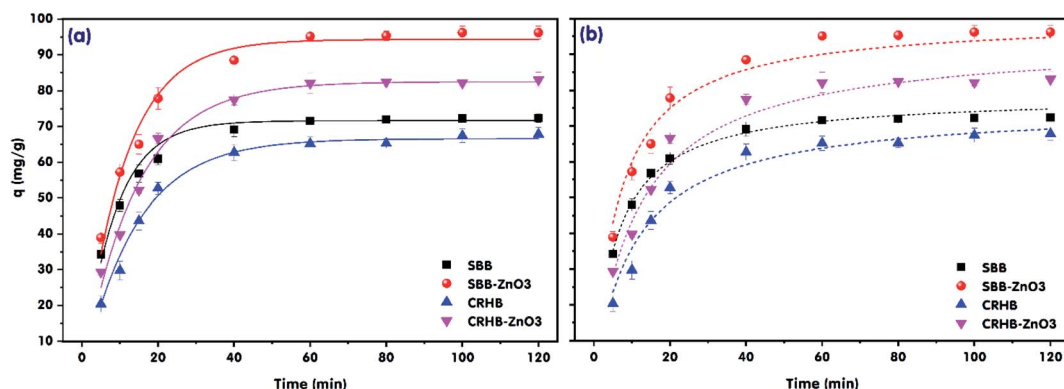 (a)
q (mg/g)
100
90
80
70
60
50
40
30
20
10
SBB
SBB-ZnO3
CRHB
CRHB-ZnO3
0 20 40 60 80 100 120
Time (min)
(b)
SBB
SBB-ZnO3
CRHB
CRHB-ZnO3
0 20 40 60 80 100 120
Time (min)